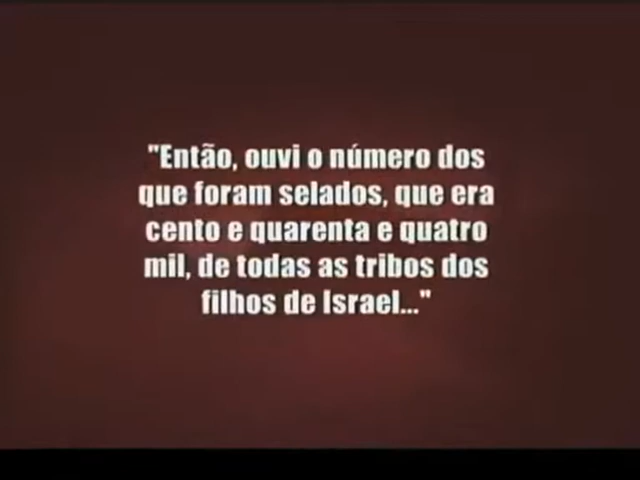 "Então, ouvi o número dos
que foram selados, que era
cento e quarenta e quatro
mil, de todas as tribos dos
filhos de Israel..."